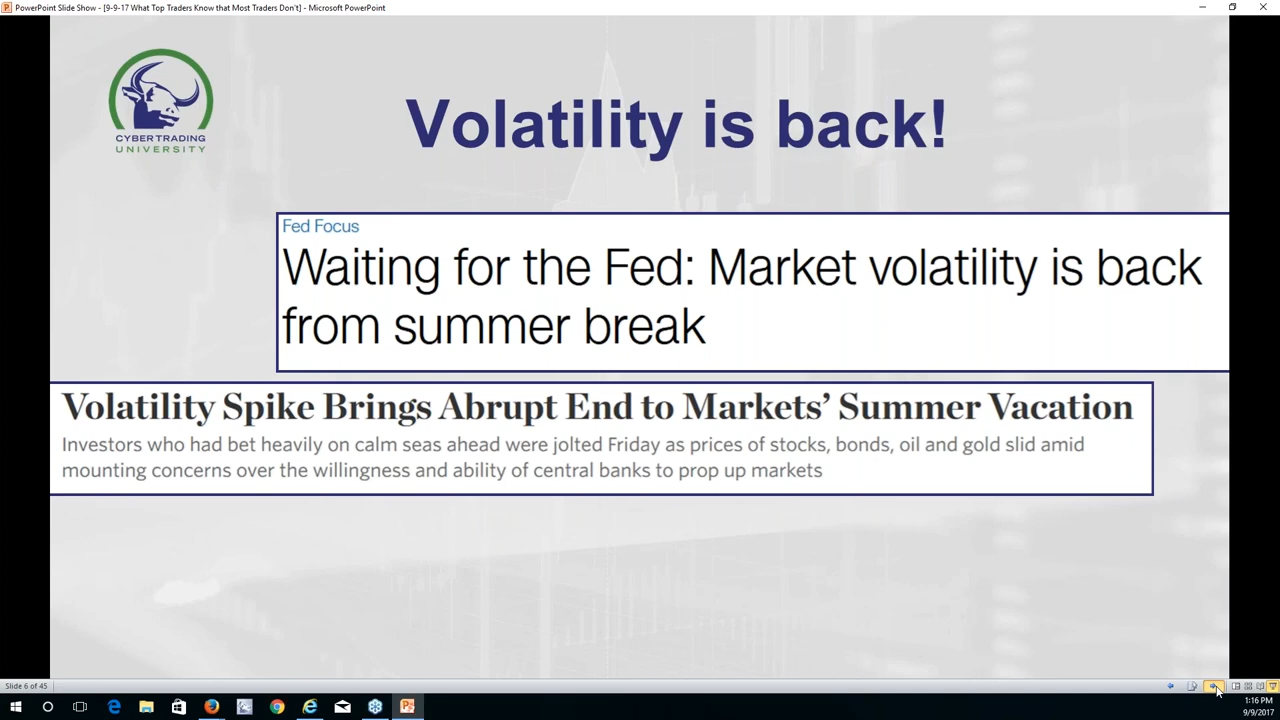 PowerPoint Slide Show - [9-9-17 What Top Traders Know that Most Traders Don't] - Microsoft PowerPoint
CYBERTRADING
UNIVERSITY
Volatility is back!
Fed Focus
Waiting for the Fed: Market volatility is back
from summer break
Volatility Spike Brings Abrupt End to Markets’ Summer Vacation
Investors who had bet heavily on calm seas ahead were jolted Friday as prices of stocks, bonds, oil and gold slid amid
mounting concerns over the willingness and ability of central banks to prop up markets
Slide 6 of 45
1:16 PM
9/9/2017